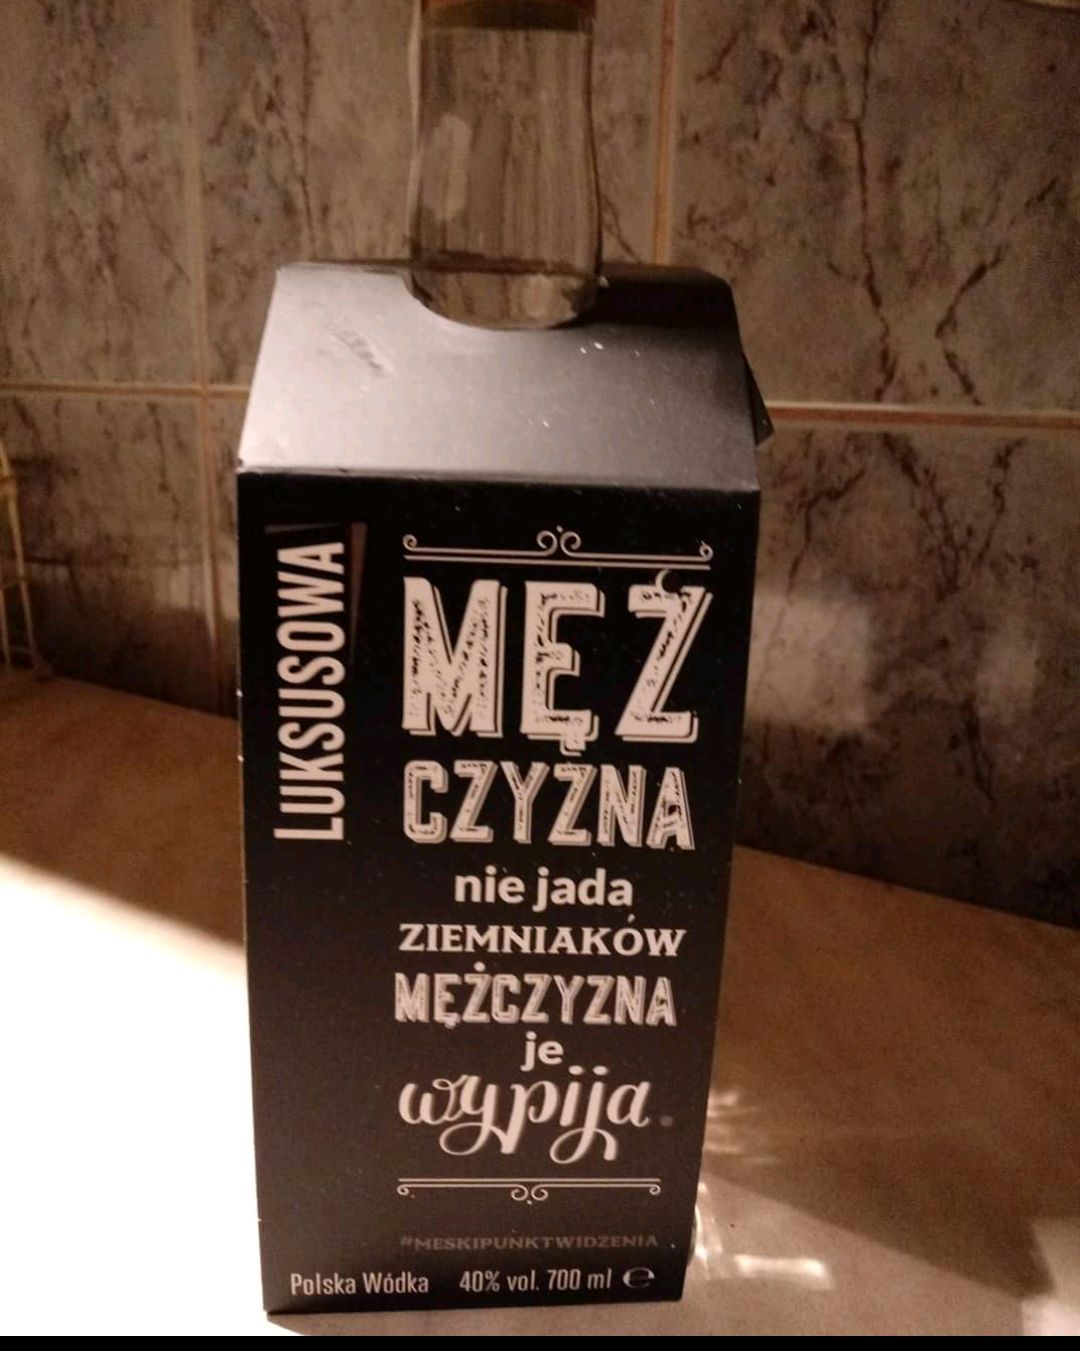 LUKSUSOWA
MĘŻ
CZYZNA
nie jada
ZIEMNIAKÓW
MĘŻCZYZNA
je
wypija.
#MESKIPUNKTWIDZENIA
Polska Wódka 40% vol. 700 ml ℮